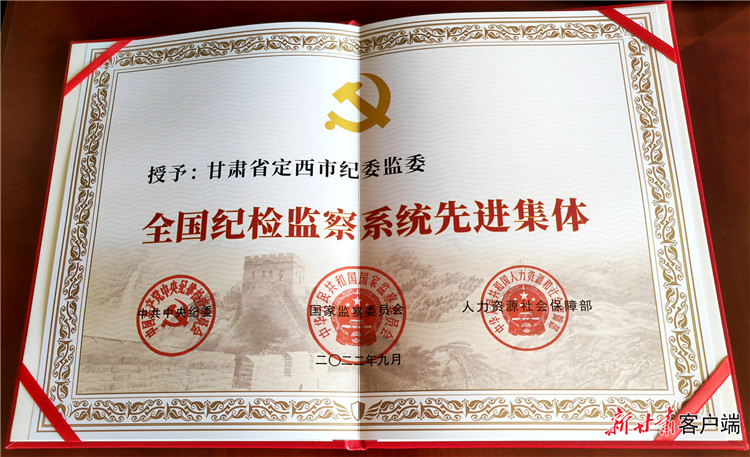 授予：甘肃省定西市纪委监委
全国纪检监察系统先进集体
中共中央纪委
国家监察委员会
人力资源社会保障部
二〇二二年九月
新甘肃客户端